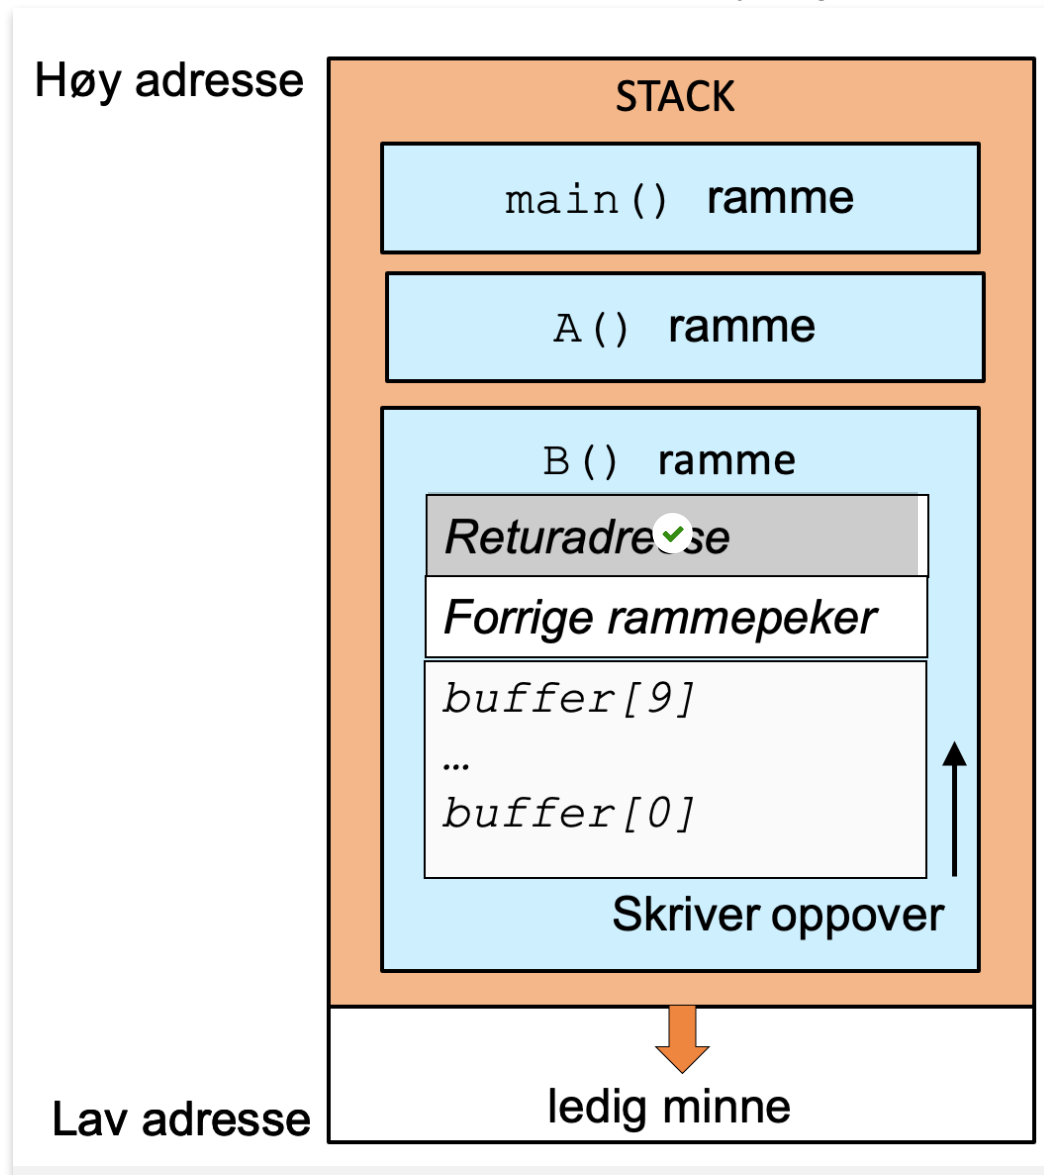 Høy adresse
STACK
main() ramme
A() ramme
B() ramme
Returadresse
Forrige rammepeker
buffer[9]
…
buffer[0]
Skriver oppover
ledig minne
Lav adresse